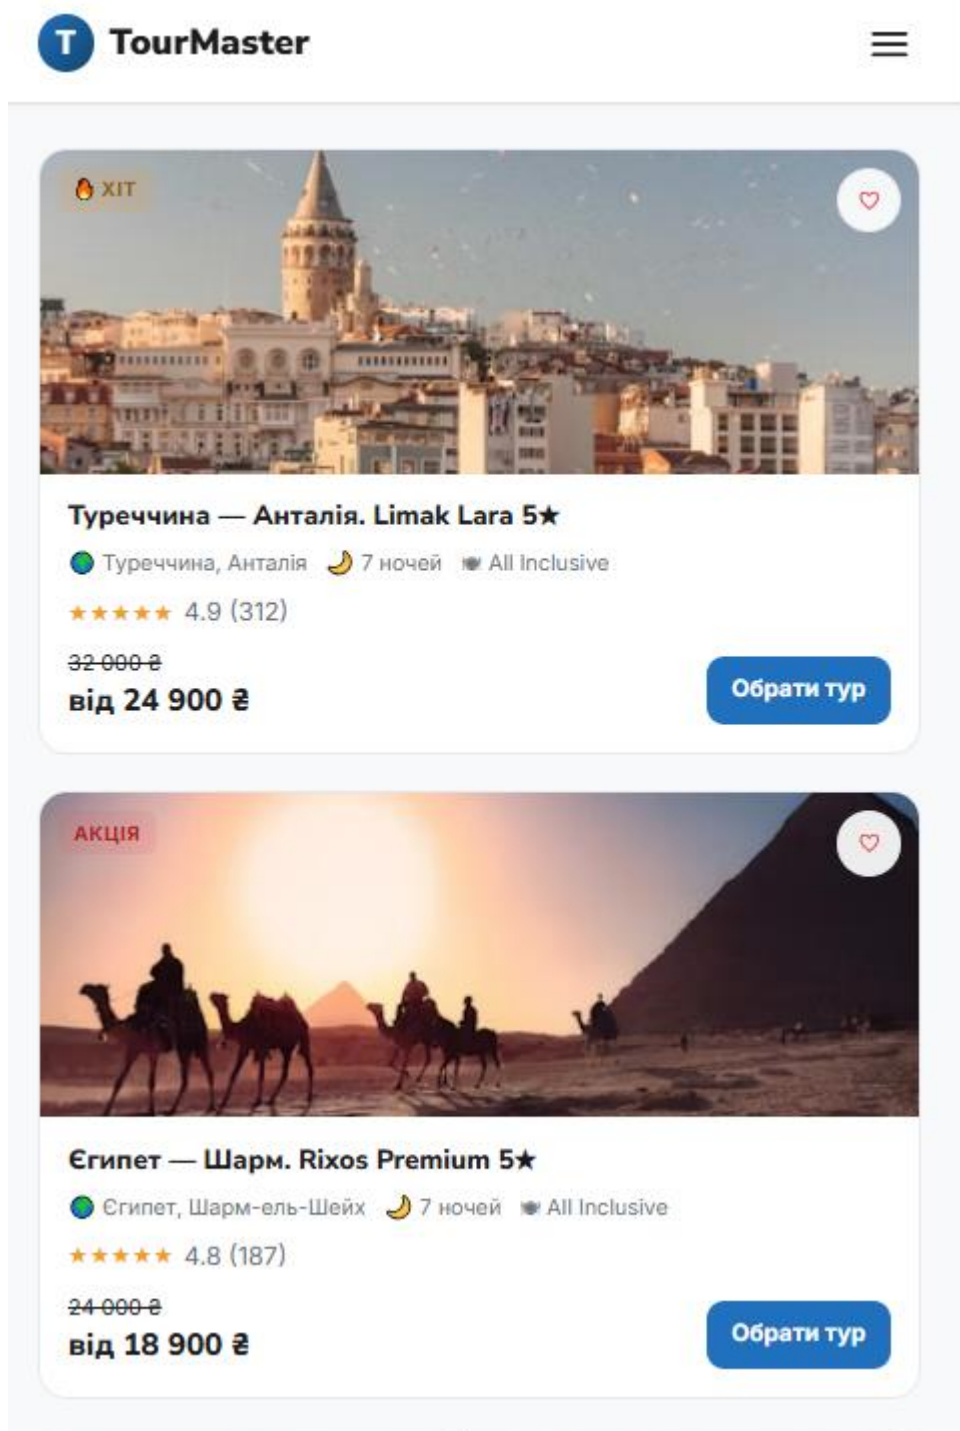 T TourMaster
🔥 ХІТ
Туреччина — Анталія. Limak Lara 5★
🌍 Туреччина, Анталія 🌙 7 ночей 🍽 All Inclusive
★★★★★ 4.9 (312)
32 000 ₴
від 24 900 ₴
Обрати тур
АКЦІЯ
Єгипет — Шарм. Rixos Premium 5★
🌍 Єгипет, Шарм-ель-Шейх 🌙 7 ночей 🍽 All Inclusive
★★★★★ 4.8 (187)
24 000 ₴
від 18 900 ₴
Обрати тур